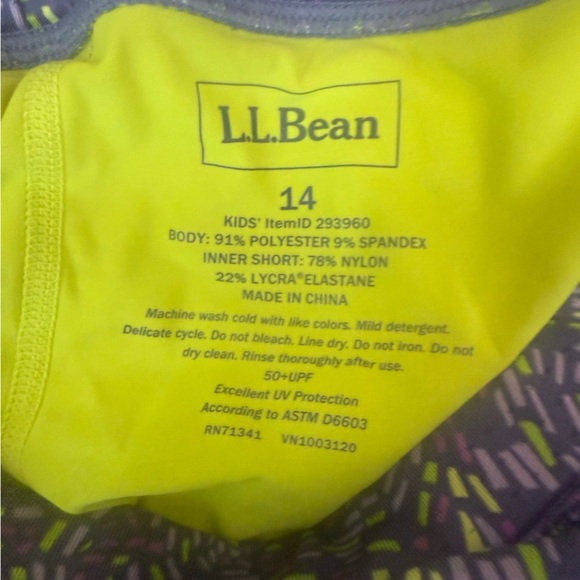 L.L.Bean
14
KIDS' ItemID 293960
BODY: 91% POLYESTER 9% SPANDEX
INNER SHORT: 78% NYLON
22% LYCRA® ELASTANE
MADE IN CHINA
Machine wash cold with like colors. Mild detergent.
Delicate cycle. Do not bleach. Line dry. Do not iron. Do not
dry clean. Rinse thoroughly after use.
50+UPF
Excellent UV Protection
According to ASTM D6603
RN71341 VN1003120